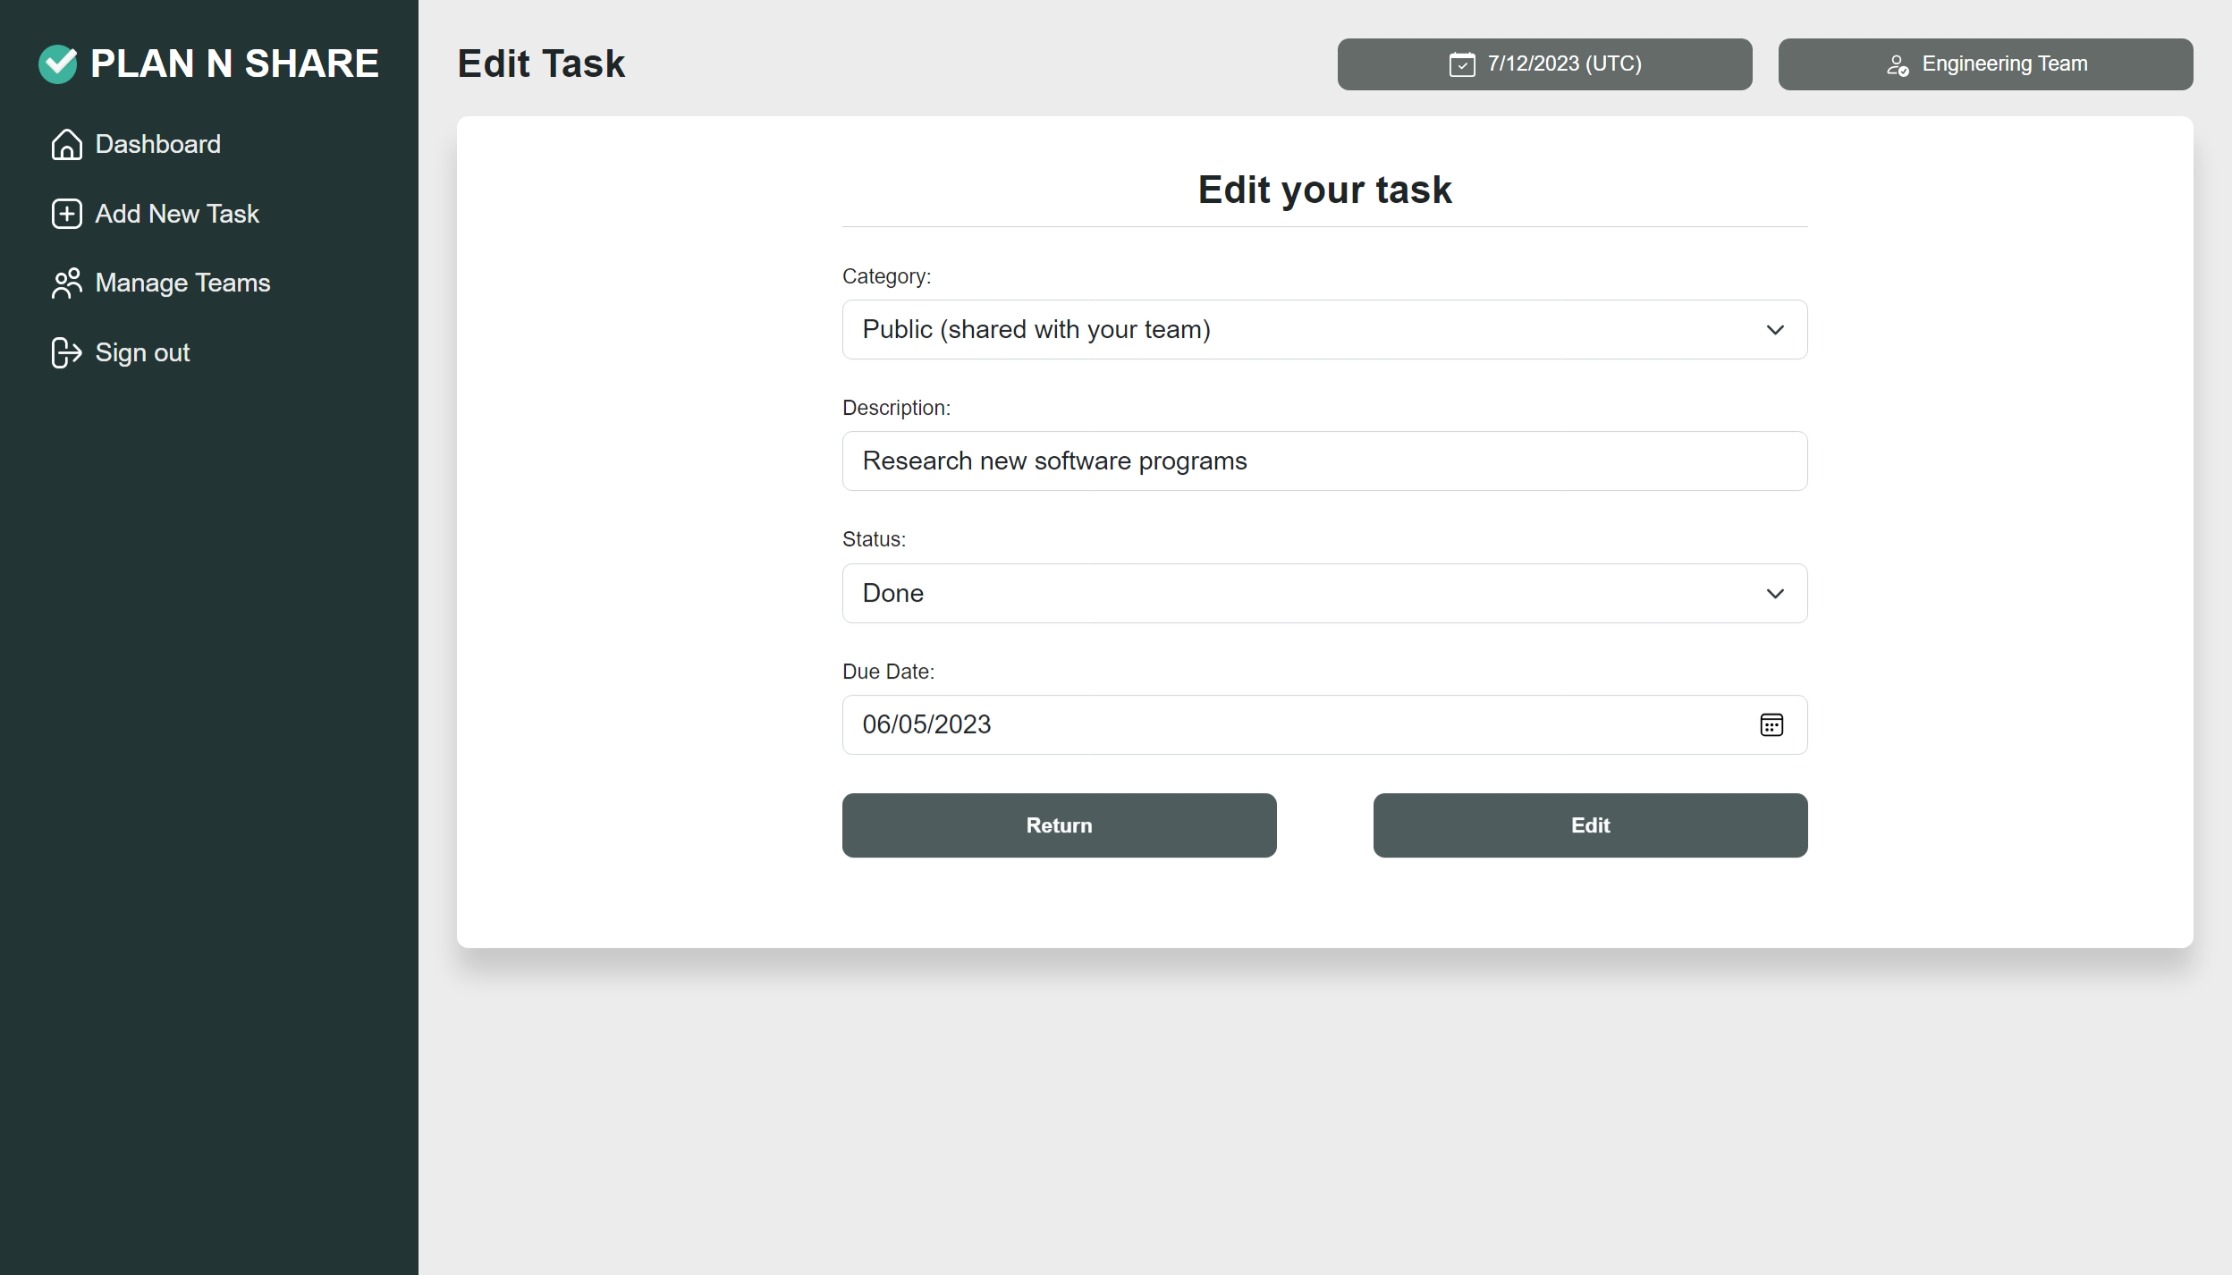 PLAN N SHARE
Dashboard
Add New Task
Manage Teams
Sign out
Edit Task
7/12/2023 (UTC)
Engineering Team
Edit your task
Category:
Public (shared with your team)
Description:
Research new software programs
Status:
Done
Due Date:
06/05/2023
Return
Edit